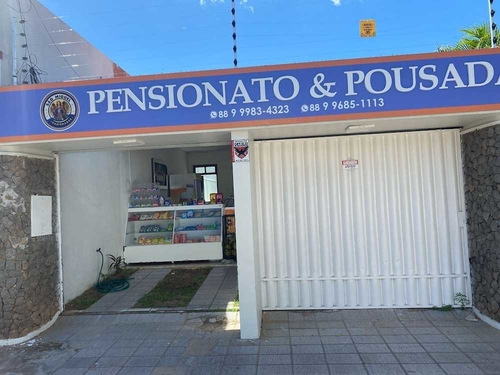 PENSIONATO & POUSADA
88 9 9983-4323 88 9 9685-1113